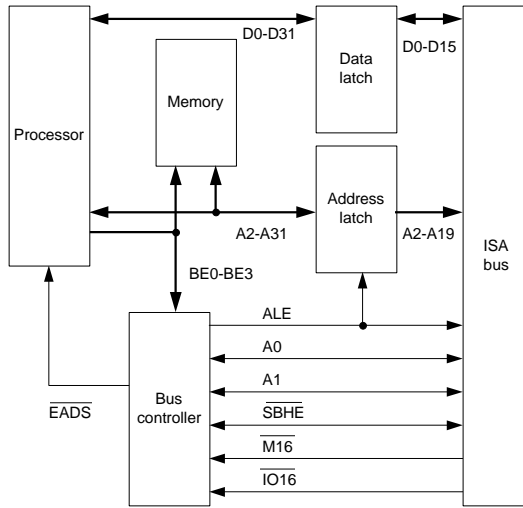 D0-D31
D0-D15
Data
latch
Memory
Processor
Address
latch
A2-A31
A2-A19
ISA
bus
BE0-BE3
ALE
A0
A1
Bus
controller
EADS
SBHE
M16
IO16